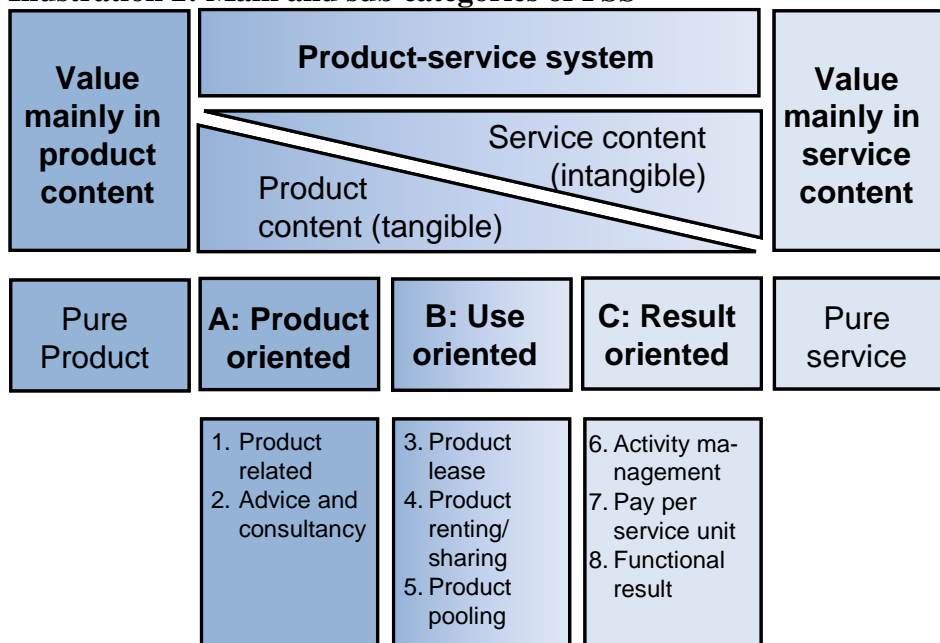 Illustration 2: Main and sub-categories of PSS
Value
mainly in
product
content
Product-service system
Service content
(intangible)
Product
content (tangible)
Value
mainly in
service
content
Pure
Product
A: Product
oriented
B: Use
oriented
C: Result
oriented
Pure
service
1. Product
related
2. Advice and
consultancy
3. Product
lease
4. Product
renting/
sharing
5. Product
pooling
6. Activity ma-
nagement
7. Pay per
service unit
8. Functional
result